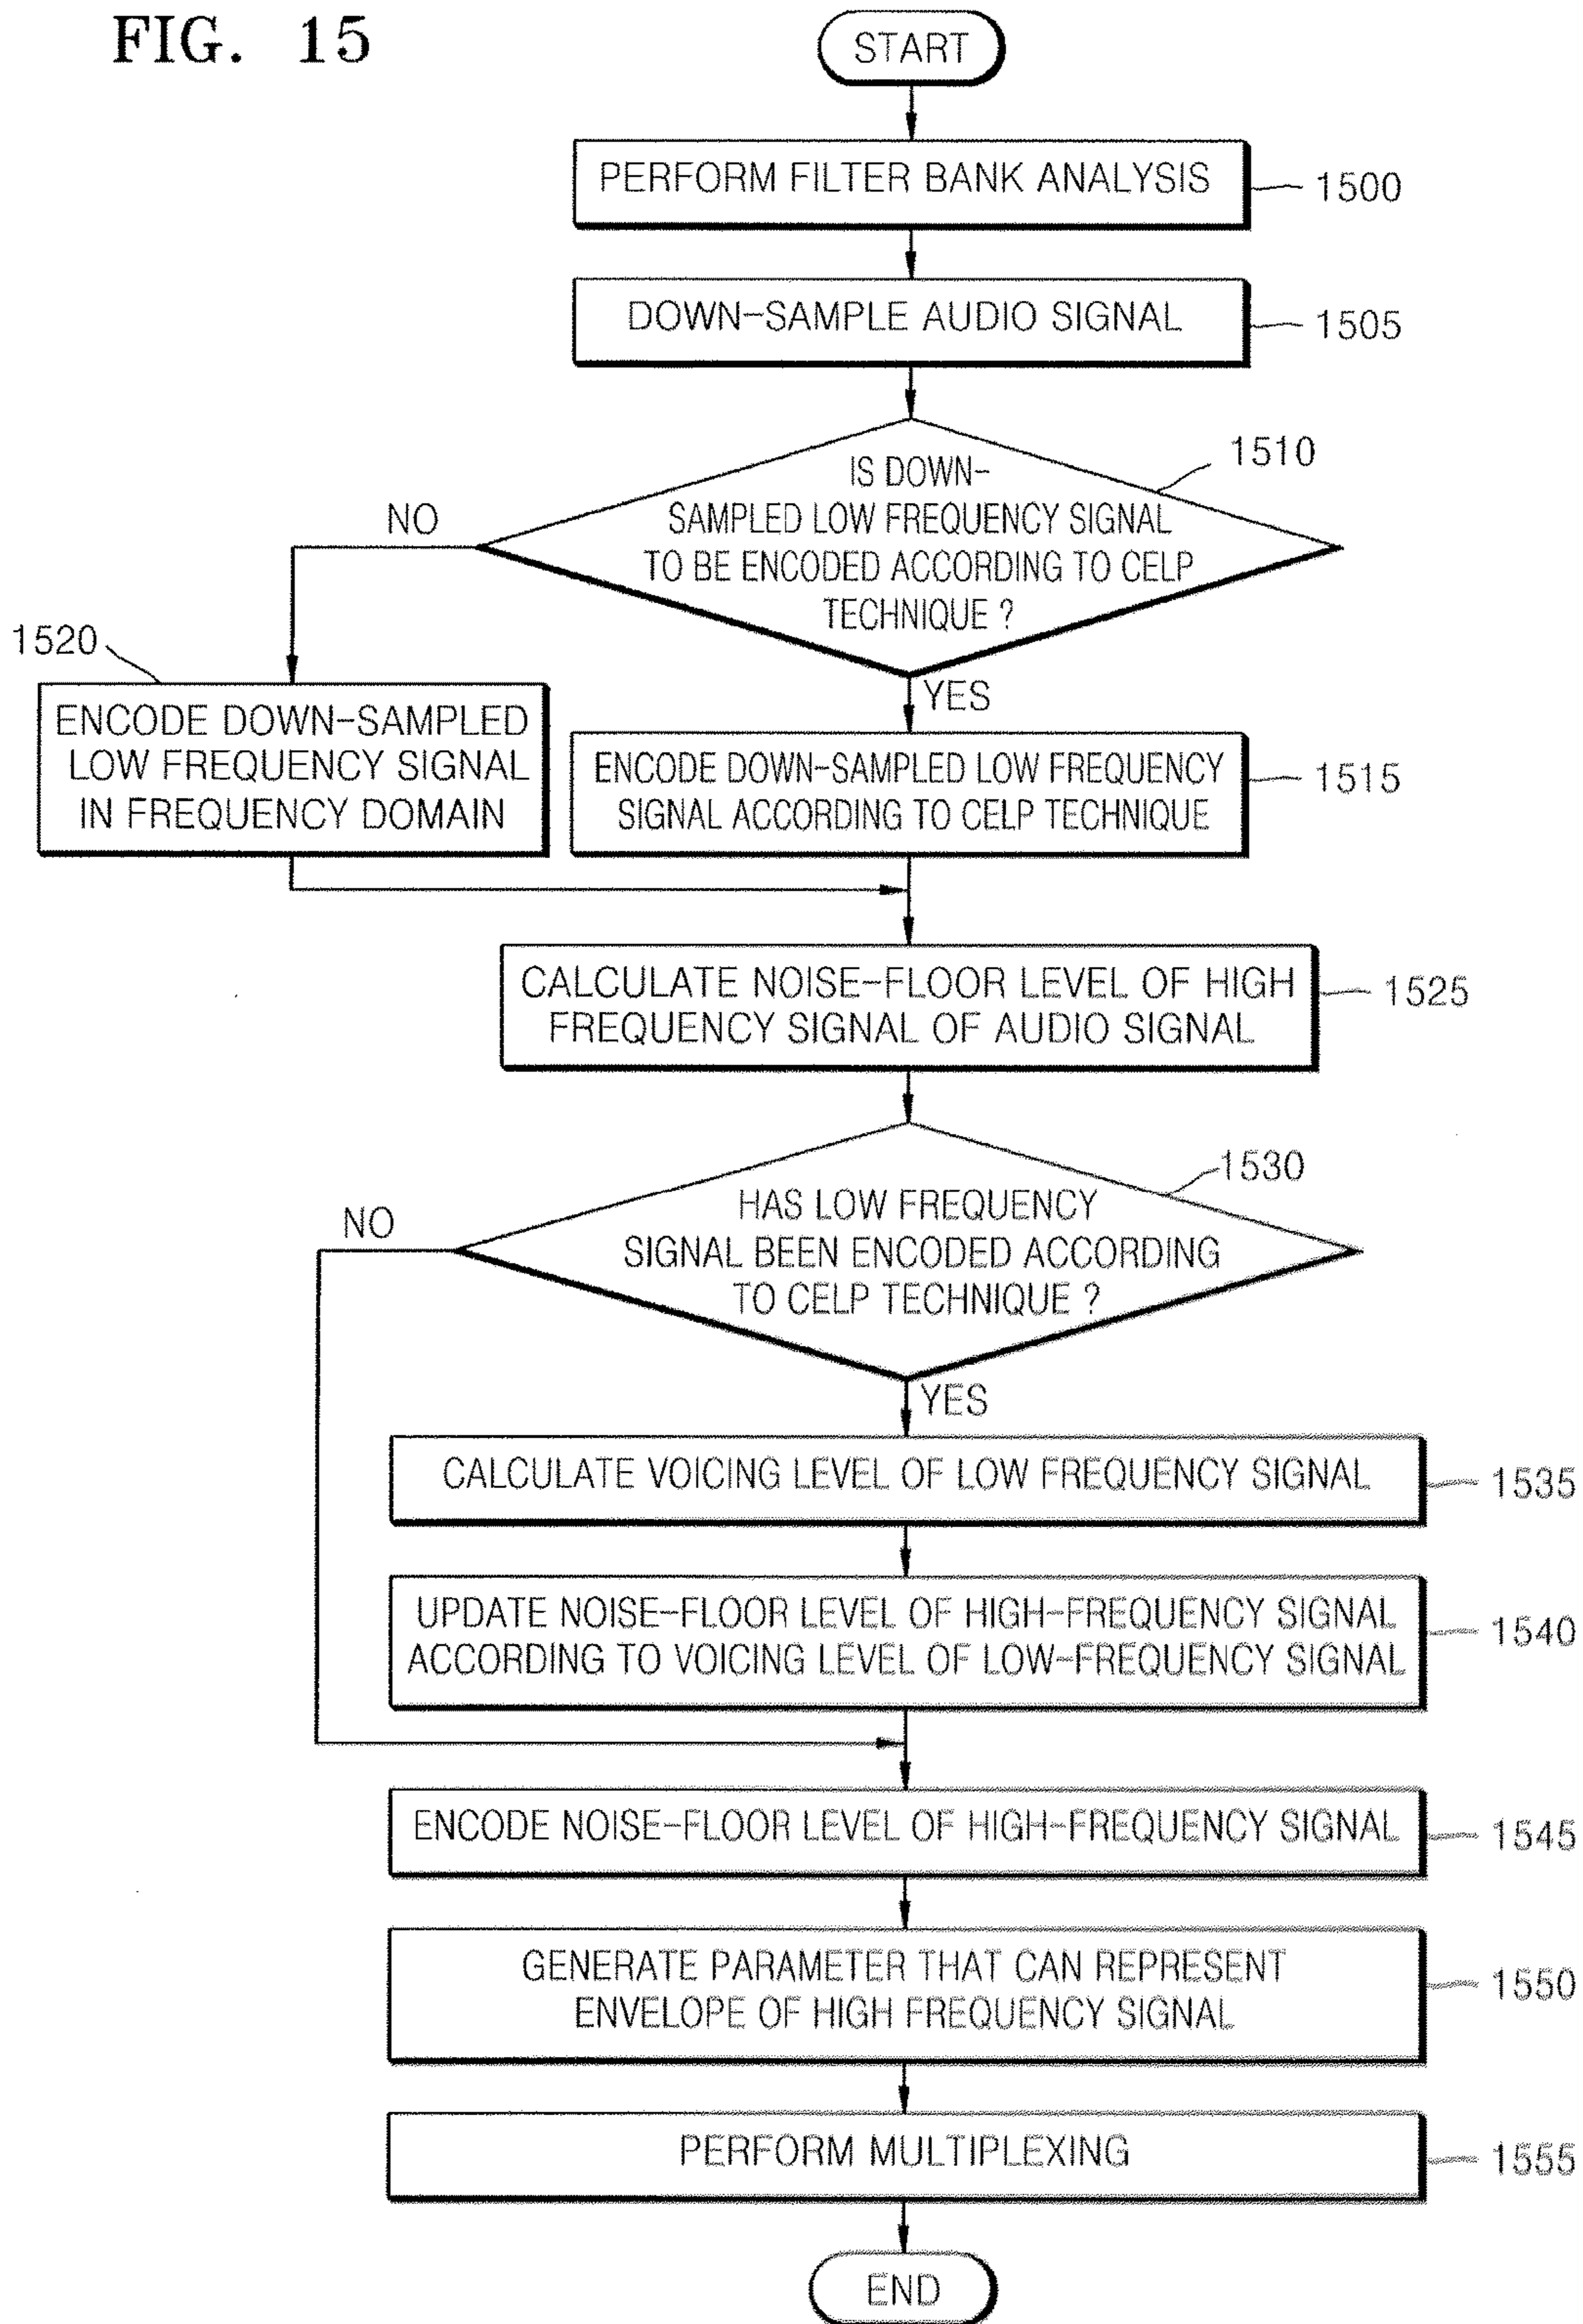 FIG. 15
START
PERFORM FILTER BANK ANALYSIS
1500
DOWN-SAMPLE AUDIO SIGNAL
1505
IS DOWN-
SAMPLED LOW FREQUENCY SIGNAL
TO BE ENCODED ACCORDING TO CELP
TECHNIQUE ?
1510
NO
YES
1520
ENCODE DOWN-SAMPLED
LOW FREQUENCY SIGNAL
IN FREQUENCY DOMAIN
ENCODE DOWN-SAMPLED LOW FREQUENCY
SIGNAL ACCORDING TO CELP TECHNIQUE
1515
CALCULATE NOISE-FLOOR LEVEL OF HIGH
FREQUENCY SIGNAL OF AUDIO SIGNAL
1525
HAS LOW FREQUENCY
SIGNAL BEEN ENCODED ACCORDING
TO CELP TECHNIQUE ?
1530
NO
YES
CALCULATE VOICING LEVEL OF LOW FREQUENCY SIGNAL
1535
UPDATE NOISE-FLOOR LEVEL OF HIGH-FREQUENCY SIGNAL
ACCORDING TO VOICING LEVEL OF LOW-FREQUENCY SIGNAL
1540
ENCODE NOISE-FLOOR LEVEL OF HIGH-FREQUENCY SIGNAL
1545
GENERATE PARAMETER THAT CAN REPRESENT
ENVELOPE OF HIGH FREQUENCY SIGNAL
1550
PERFORM MULTIPLEXING
1555
END